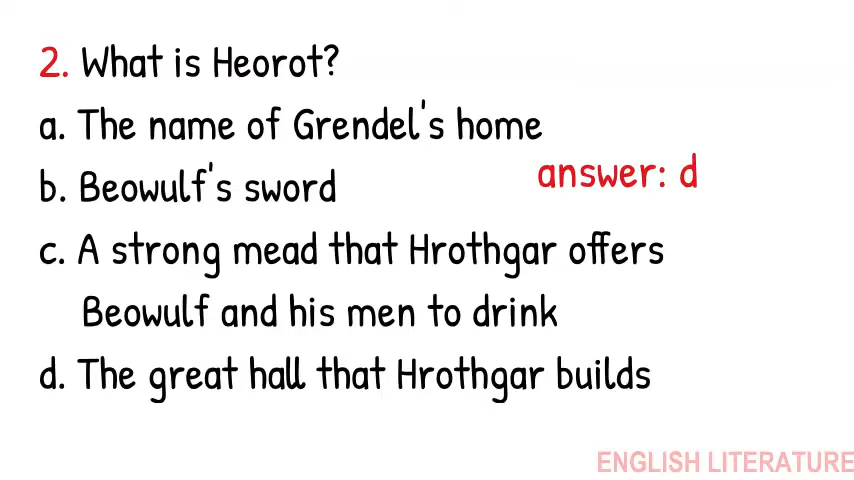 2. What is Heorot?
a. The name of Grendel's home
answer: d
b. Beowulf's sword
c. A strong mead that Hrothgar offers
Beowulf and his men to drink
d. The great hall that Hrothgar builds
ENGLISH LITERATURE